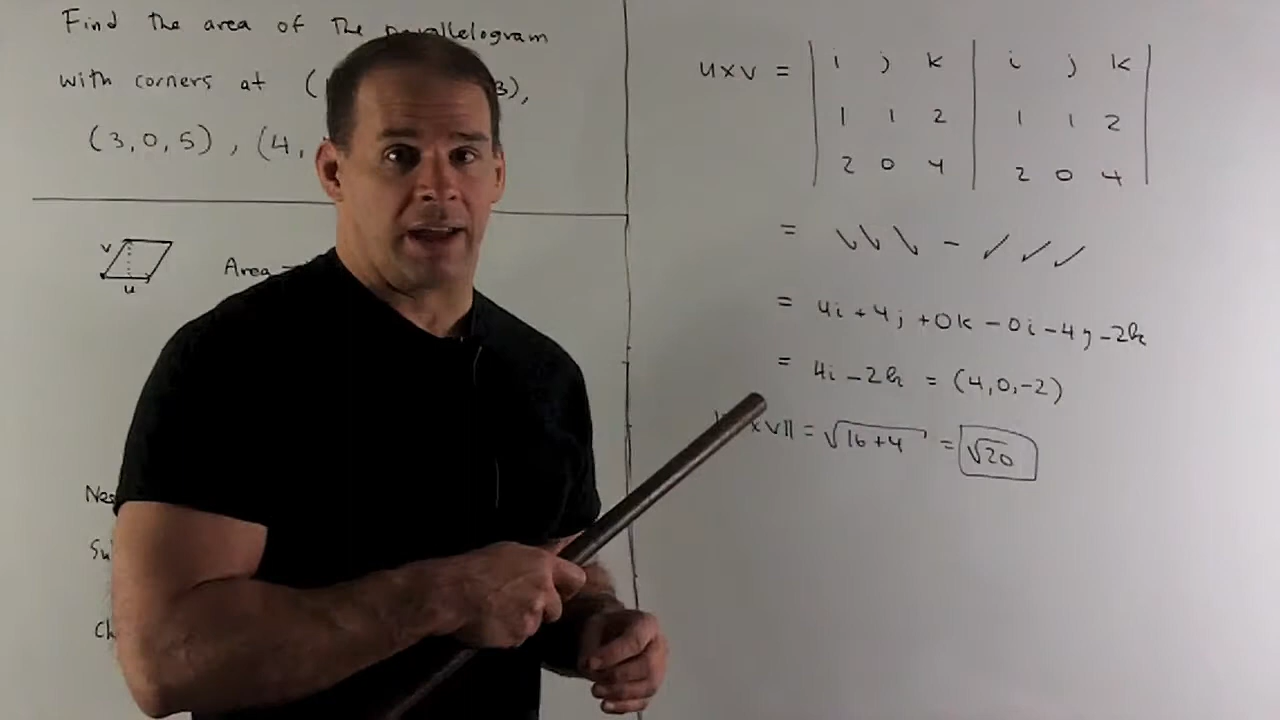 Find the area of the parallelogram
with corners at ( 3),
(3,0,5), (4,
v
u
Area =
u×v = | i j k | i j k |
1 1 2 1 1 2
2 0 4 2 0 4
= \ \ \ - / / /
= 4i + 4j + 0k - 0i - 4j - 2k
= 4i - 2k = (4,0,-2)
×v|| = √16+4 = √20